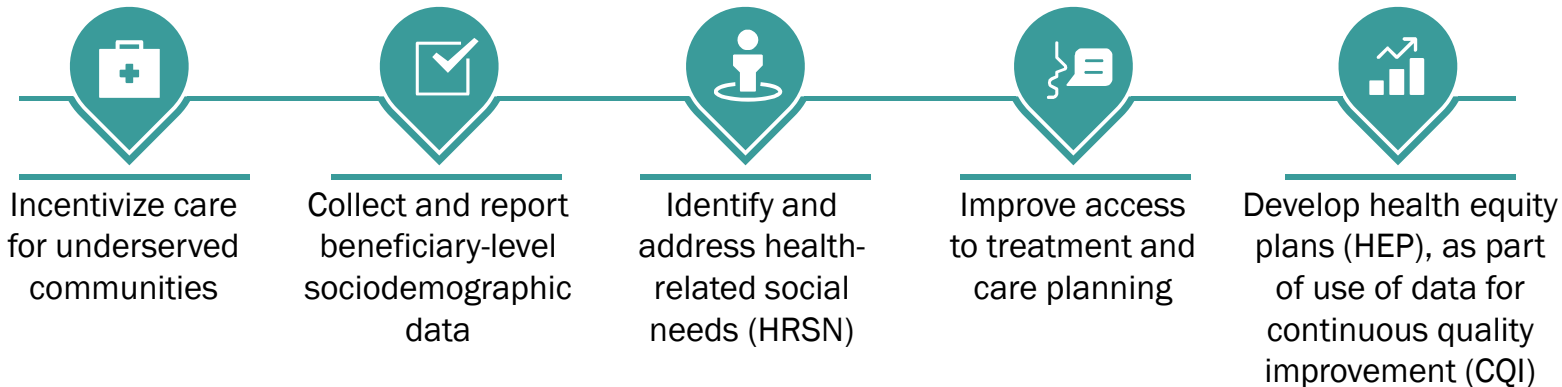 Incentivize care
for underserved
communities
Collect and report
beneficiary-level
sociodemographic
data
Identify and
address health-
related social
needs (HRSN)
Improve access
to treatment and
care planning
Develop health equity
plans (HEP), as part
of use of data for
continuous quality
improvement (CQI)